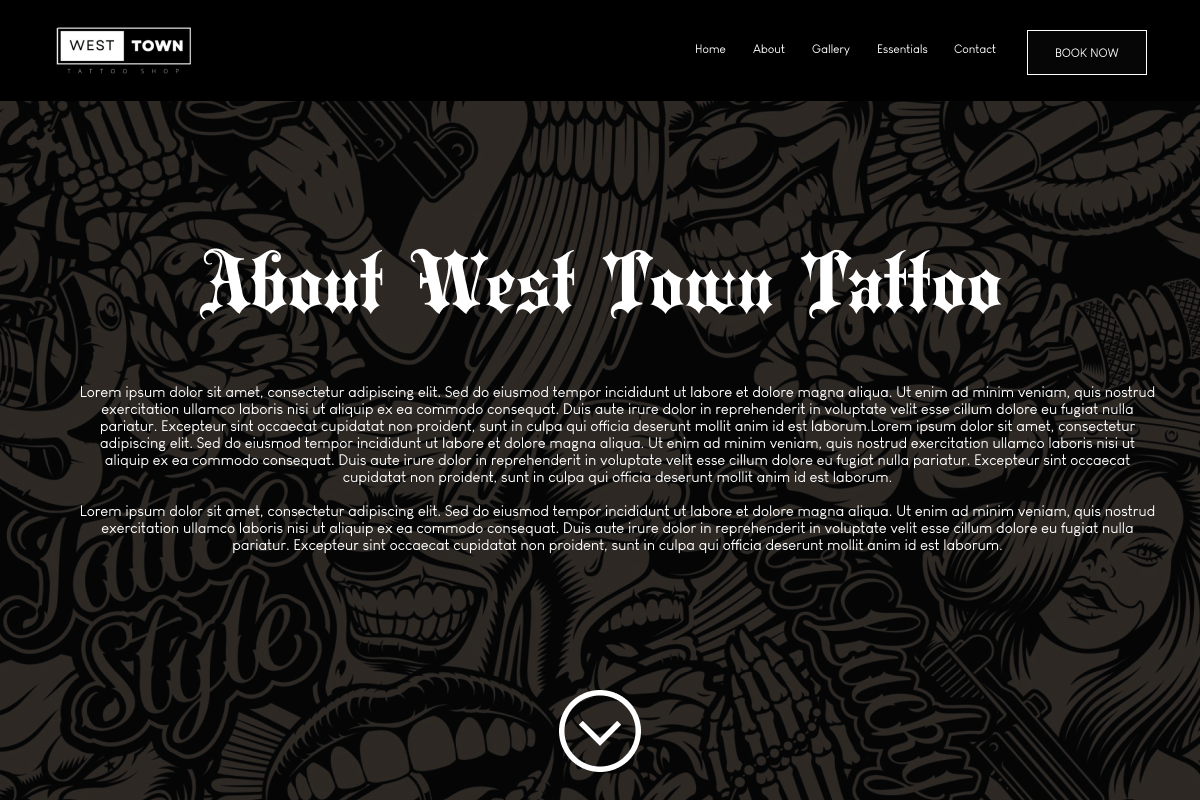 WEST TOWN
TATTOO SHOP
Home About Gallery Essentials Contact BOOK NOW
About West Town Tattoo
Lorem ipsum dolor sit amet, consectetur adipiscing elit. Sed do eiusmod tempor incididunt ut labore et dolore magna aliqua. Ut enim ad minim veniam, quis nostrud
exercitation ullamco laboris nisi ut aliquip ex ea commodo consequat. Duis aute irure dolor in reprehenderit in voluptate velit esse cillum dolore eu fugiat nulla
pariatur. Excepteur sint occaecat cupidatat non proident, sunt in culpa qui officia deserunt mollit anim id est laborum.Lorem ipsum dolor sit amet, consectetur
adipiscing elit. Sed do eiusmod tempor incididunt ut labore et dolore magna aliqua. Ut enim ad minim veniam, quis nostrud exercitation ullamco laboris nisi ut
aliquip ex ea commodo consequat. Duis aute irure dolor in reprehenderit in voluptate velit esse cillum dolore eu fugiat nulla pariatur. Excepteur sint occaecat
cupidatat non proident, sunt in culpa qui officia deserunt mollit anim id est laborum.
Lorem ipsum dolor sit amet, consectetur adipiscing elit. Sed do eiusmod tempor incididunt ut labore et dolore magna aliqua. Ut enim ad minim veniam, quis nostrud
exercitation ullamco laboris nisi ut aliquip ex ea commodo consequat. Duis aute irure dolor in reprehenderit in voluptate velit esse cillum dolore eu fugiat nulla
pariatur. Excepteur sint occaecat cupidatat non proident, sunt in culpa qui officia deserunt mollit anim id est laborum.
Tattoo
Style